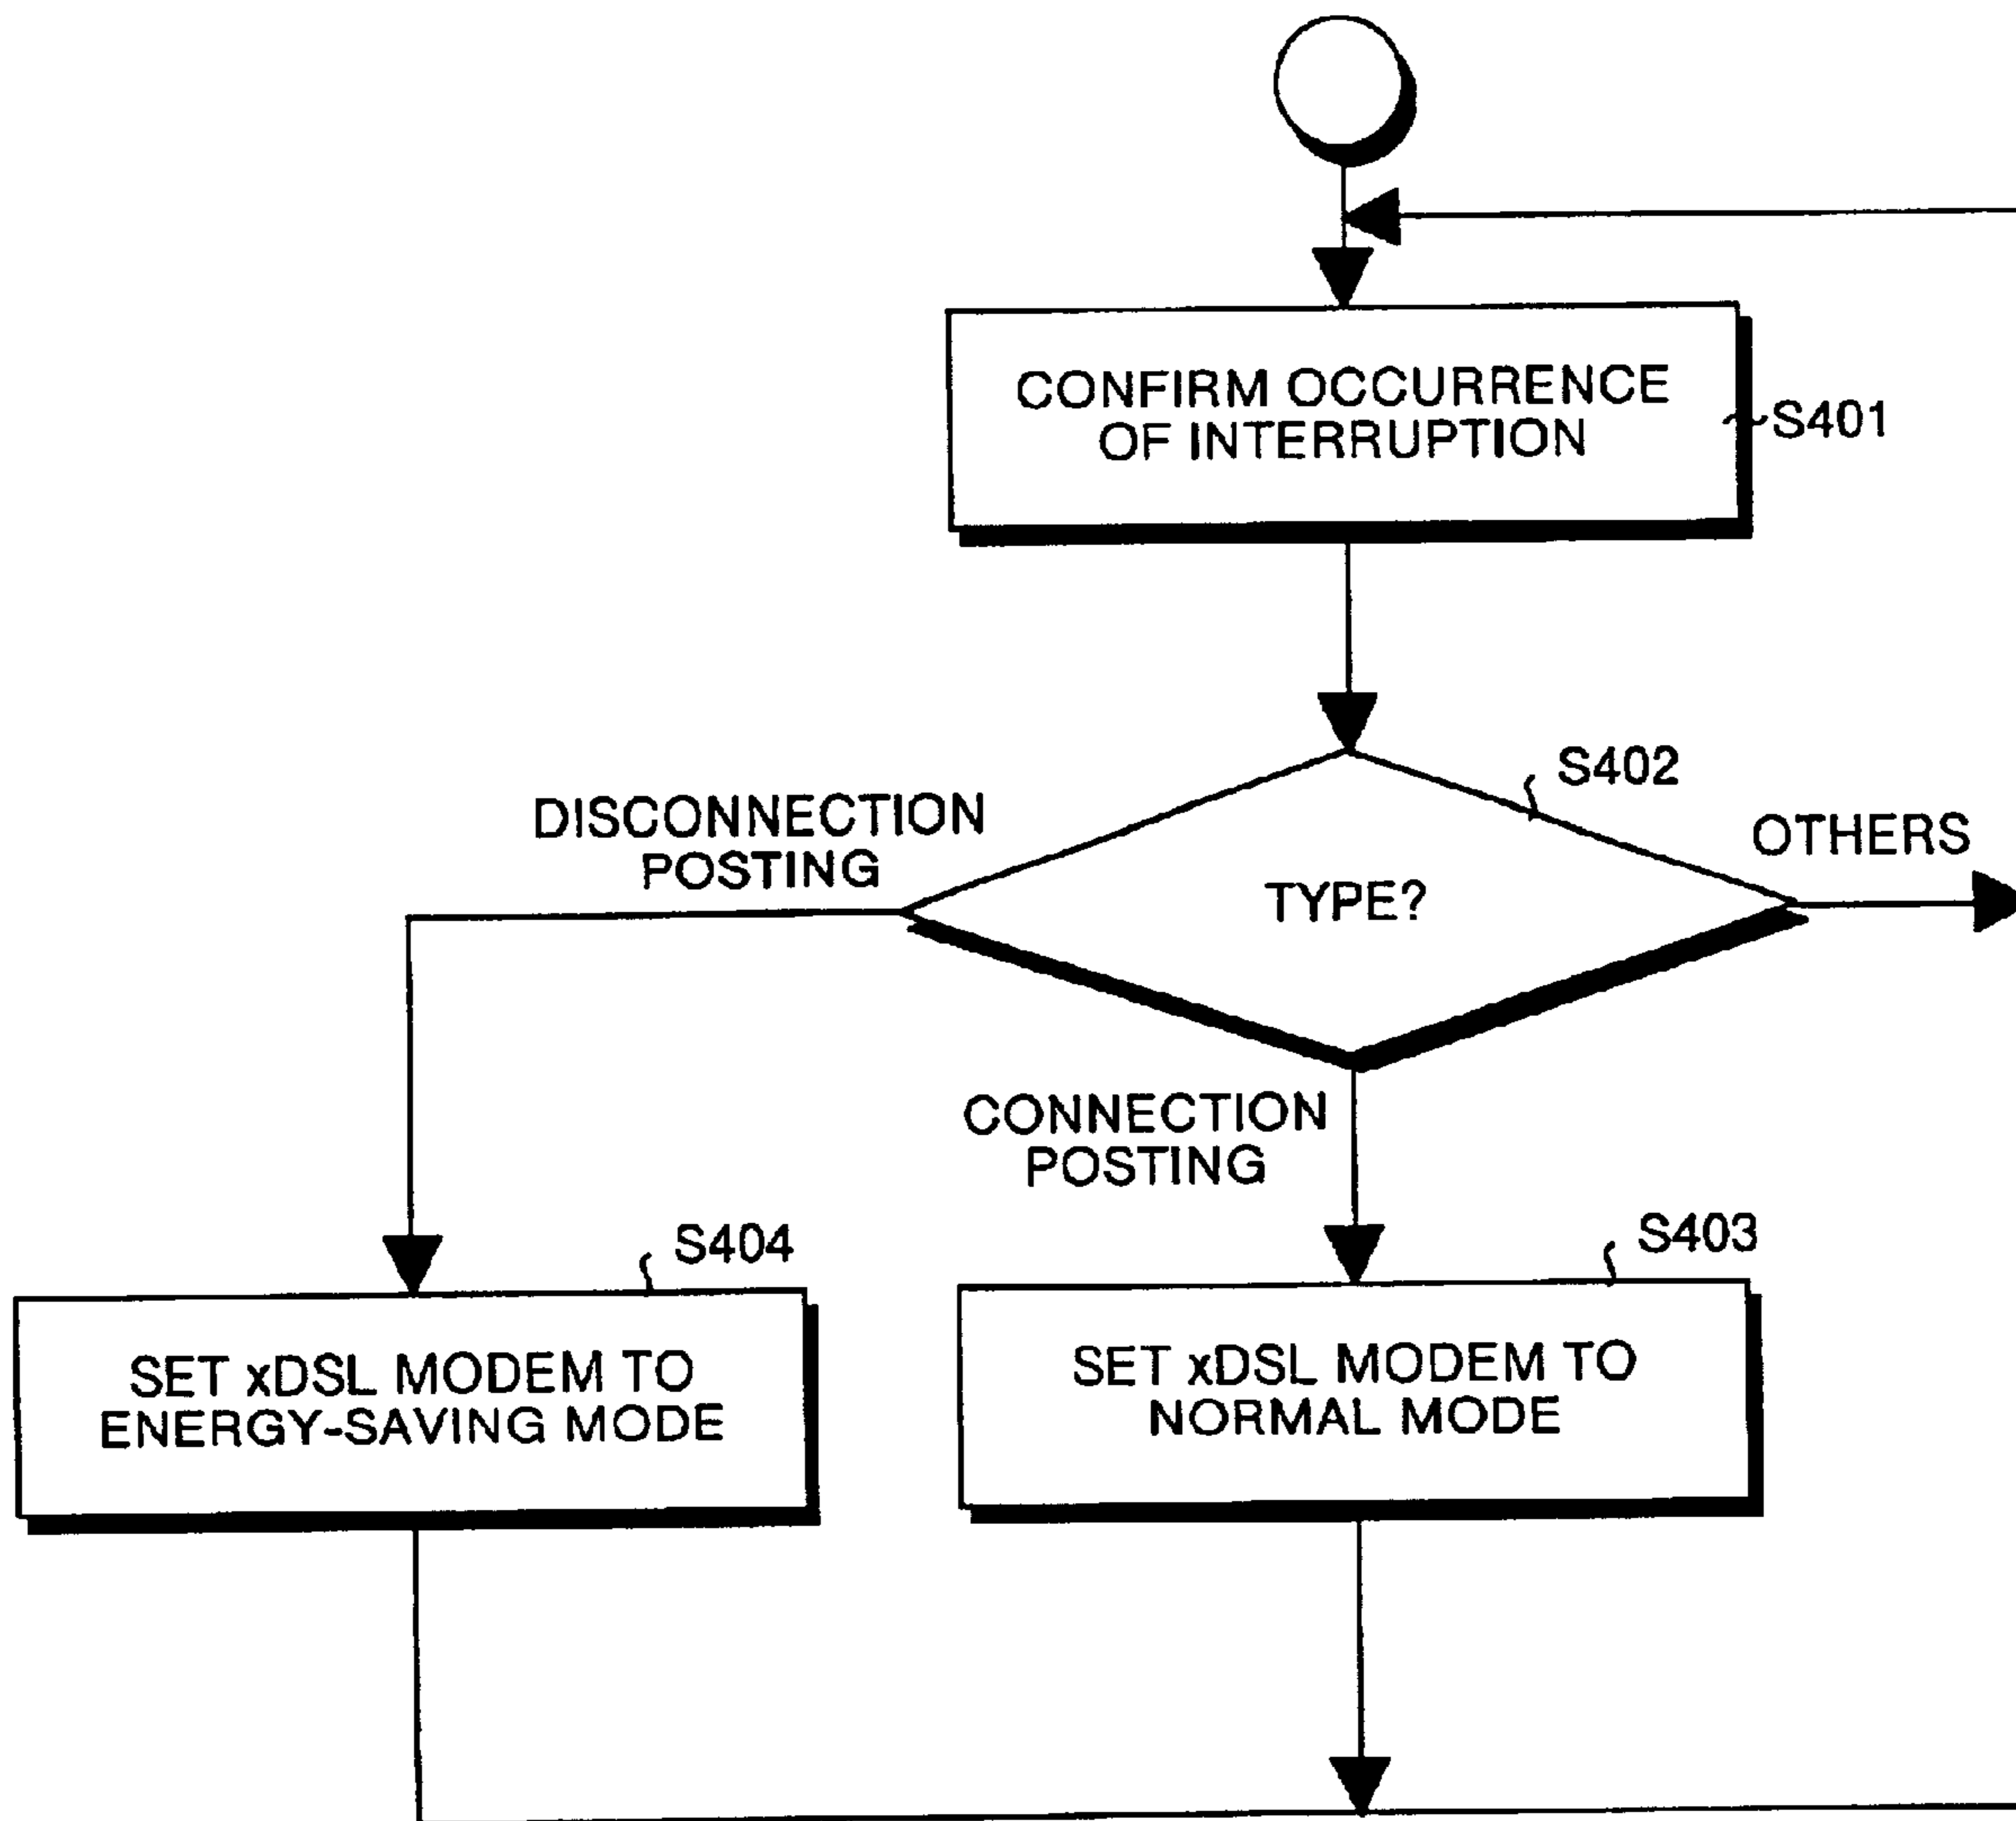 CONFIRM OCCURRENCE
OF INTERRUPTION
S401
S402
DISCONNECTION
POSTING
OTHERS
TYPE?
CONNECTION
POSTING
S404
S403
SET xDSL MODEM TO
ENERGY-SAVING MODE
SET xDSL MODEM TO
NORMAL MODE